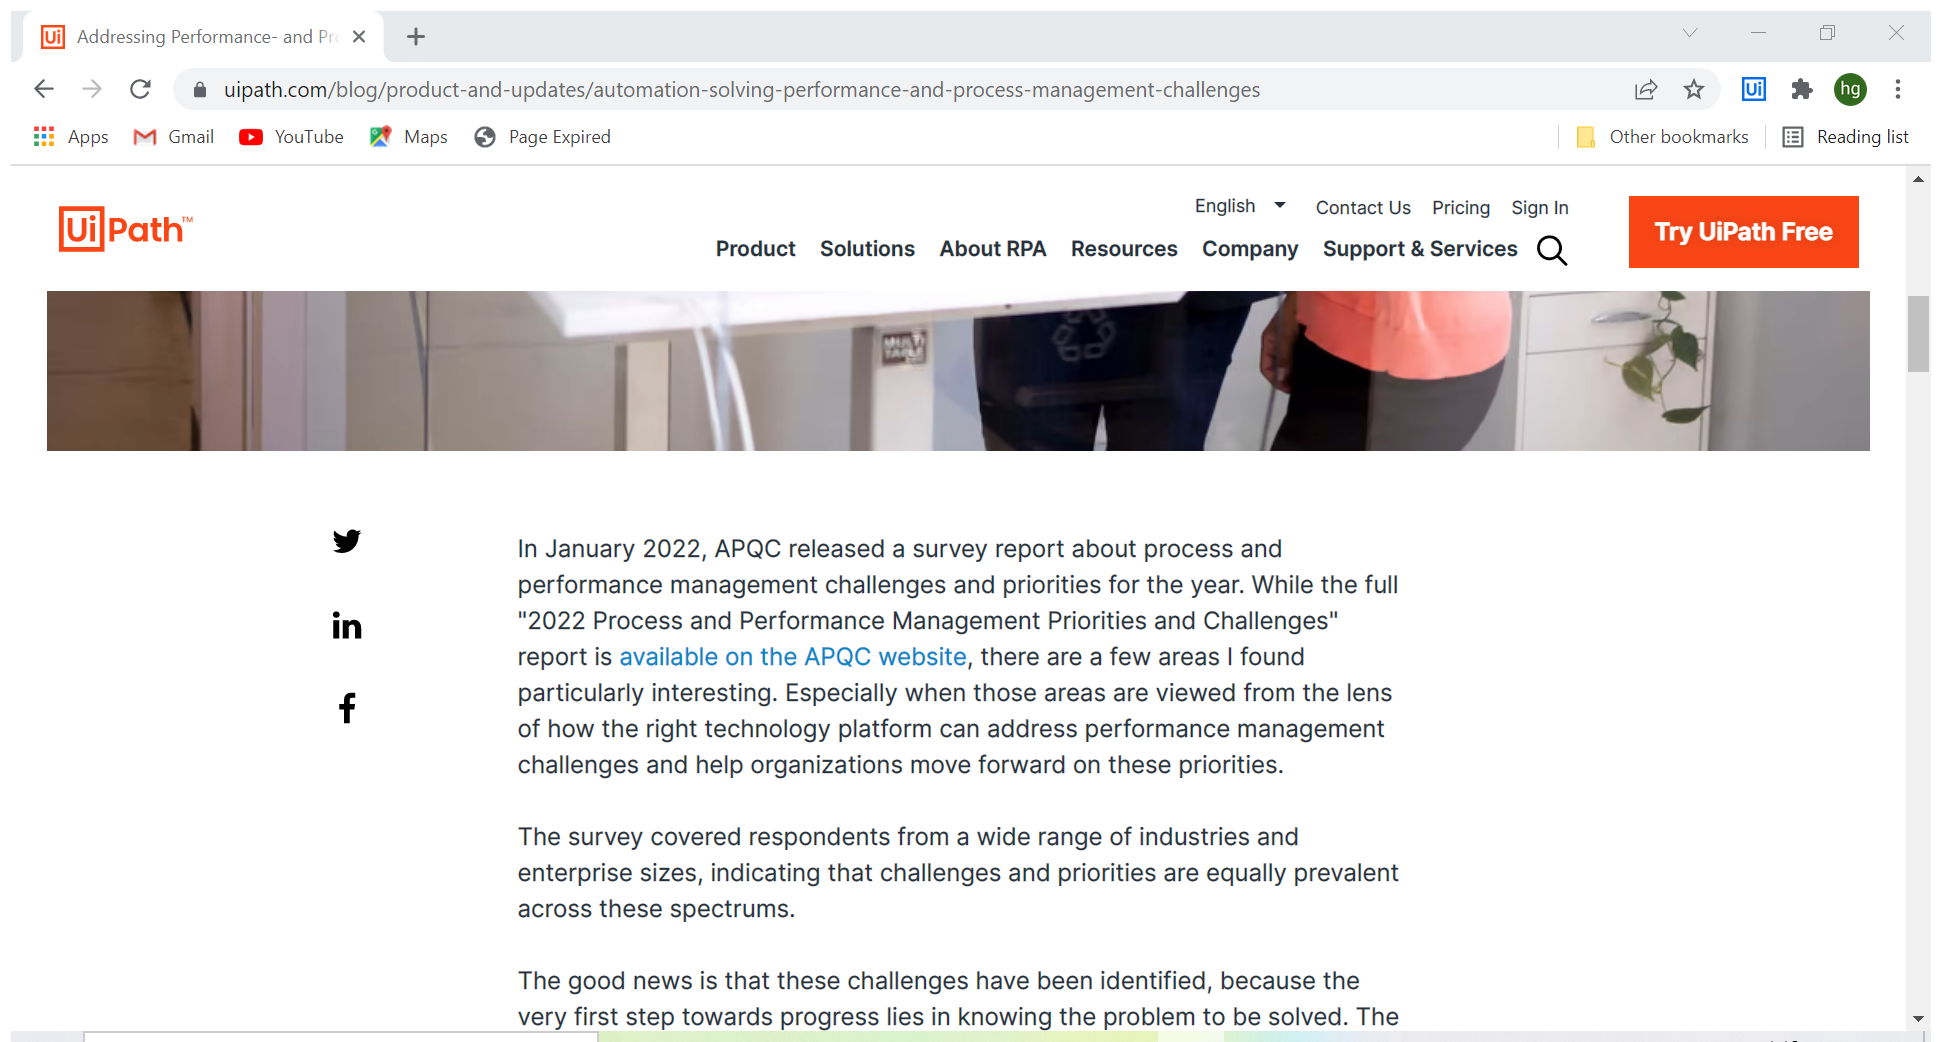 Ui Addressing Performance- and Pr
uipath.com/blog/product-and-updates/automation-solving-performance-and-process-management-challenges
Ui
hg
Apps
Gmail
YouTube
Maps
Page Expired
Other bookmarks
Reading list
English
Contact Us
Pricing
Sign In
UiPath™
Product
Solutions
About RPA
Resources
Company
Support & Services
Try UiPath Free
MULTI
TABLE
In January 2022, APQC released a survey report about process and
performance management challenges and priorities for the year. While the full
"2022 Process and Performance Management Priorities and Challenges"
report is available on the APQC website, there are a few areas I found
particularly interesting. Especially when those areas are viewed from the lens
of how the right technology platform can address performance management
challenges and help organizations move forward on these priorities.
The survey covered respondents from a wide range of industries and
enterprise sizes, indicating that challenges and priorities are equally prevalent
across these spectrums.
The good news is that these challenges have been identified, because the
very first step towards progress lies in knowing the problem to be solved. The